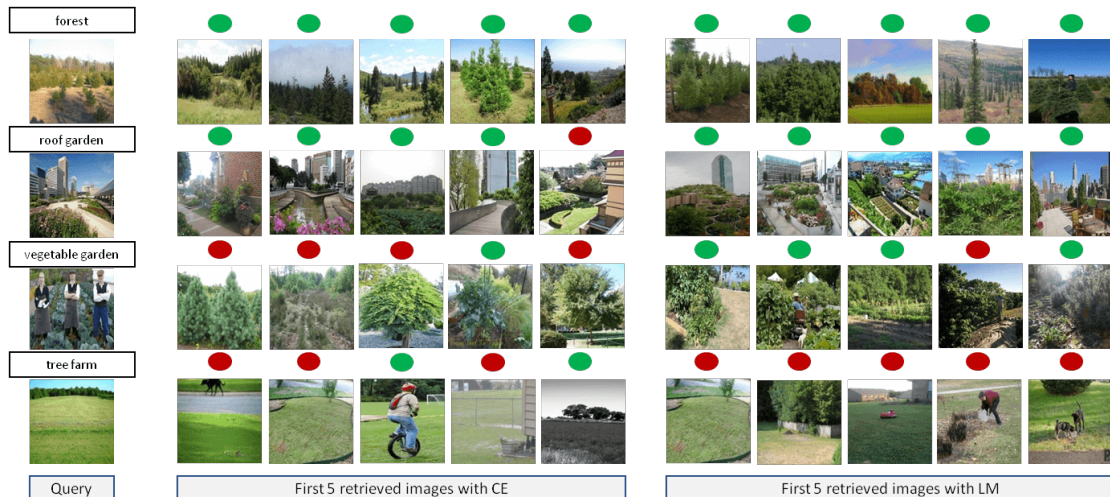 forest
roof garden
vegetable garden
tree farm
Query
First 5 retrieved images with CE
First 5 retrieved images with LM